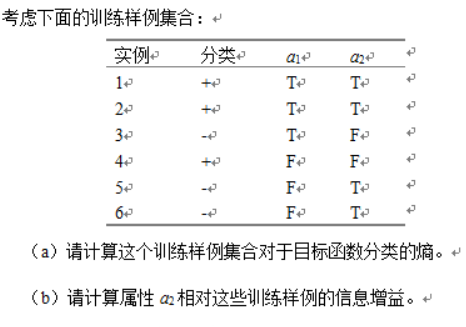 考虑下面的训练样例集合：
实例 分类 a1 a2
1 + T T
2 + T T
3 - T F
4 + F F
5 - F T
6 - F T
（a）请计算这个训练样例集合对于目标函数分类的熵。
（b）请计算属性 a2 相对这些训练样例的信息增益。